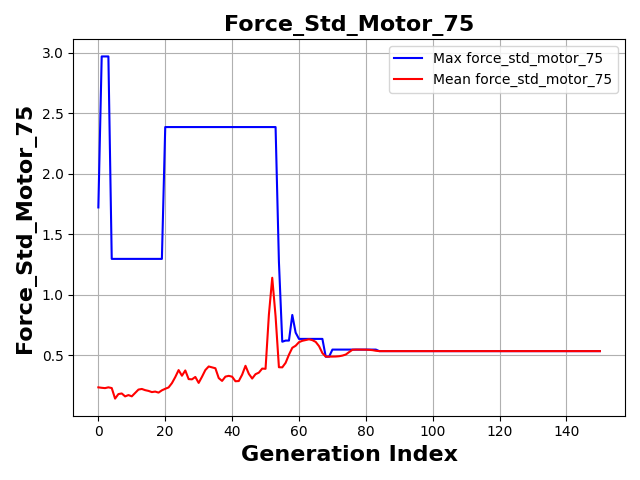 Force_Std_Motor_75
Max force_std_motor_75
Mean force_std_motor_75
Force_Std_Motor_75
3.0
2.5
2.0
1.5
1.0
0.5
0 20 40 60 80 100 120 140
Generation Index